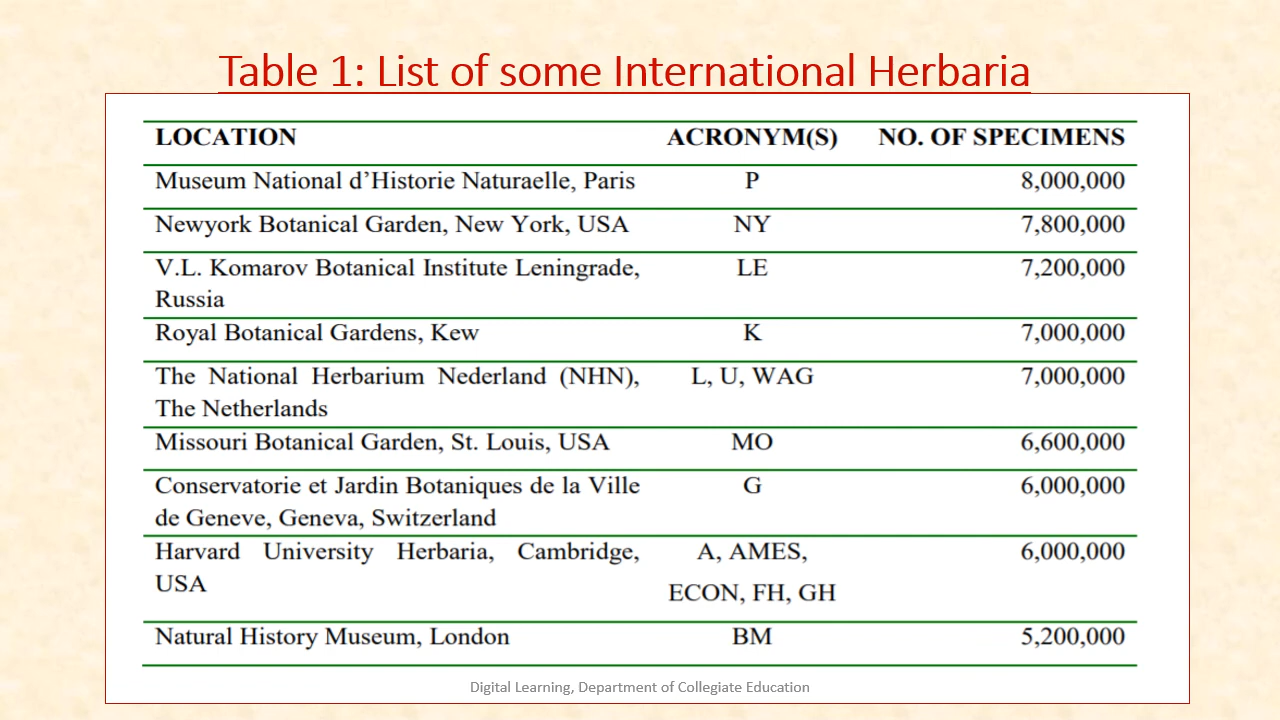 Table 1: List of some International Herbaria
LOCATION ACRONYM(S) NO. OF SPECIMENS
Museum National d’Historie Naturaelle, Paris P 8,000,000
Newyork Botanical Garden, New York, USA NY 7,800,000
V.L. Komarov Botanical Institute Leningrade, LE 7,200,000
Russia
Royal Botanical Gardens, Kew K 7,000,000
The National Herbarium Nederland (NHN), L, U, WAG 7,000,000
The Netherlands
Missouri Botanical Garden, St. Louis, USA MO 6,600,000
Conservatorie et Jardin Botaniques de la Ville G 6,000,000
de Geneve, Geneva, Switzerland
Harvard University Herbaria, Cambridge, A, AMES, 6,000,000
USA ECON, FH, GH
Natural History Museum, London BM 5,200,000
Digital Learning, Department of Collegiate Education